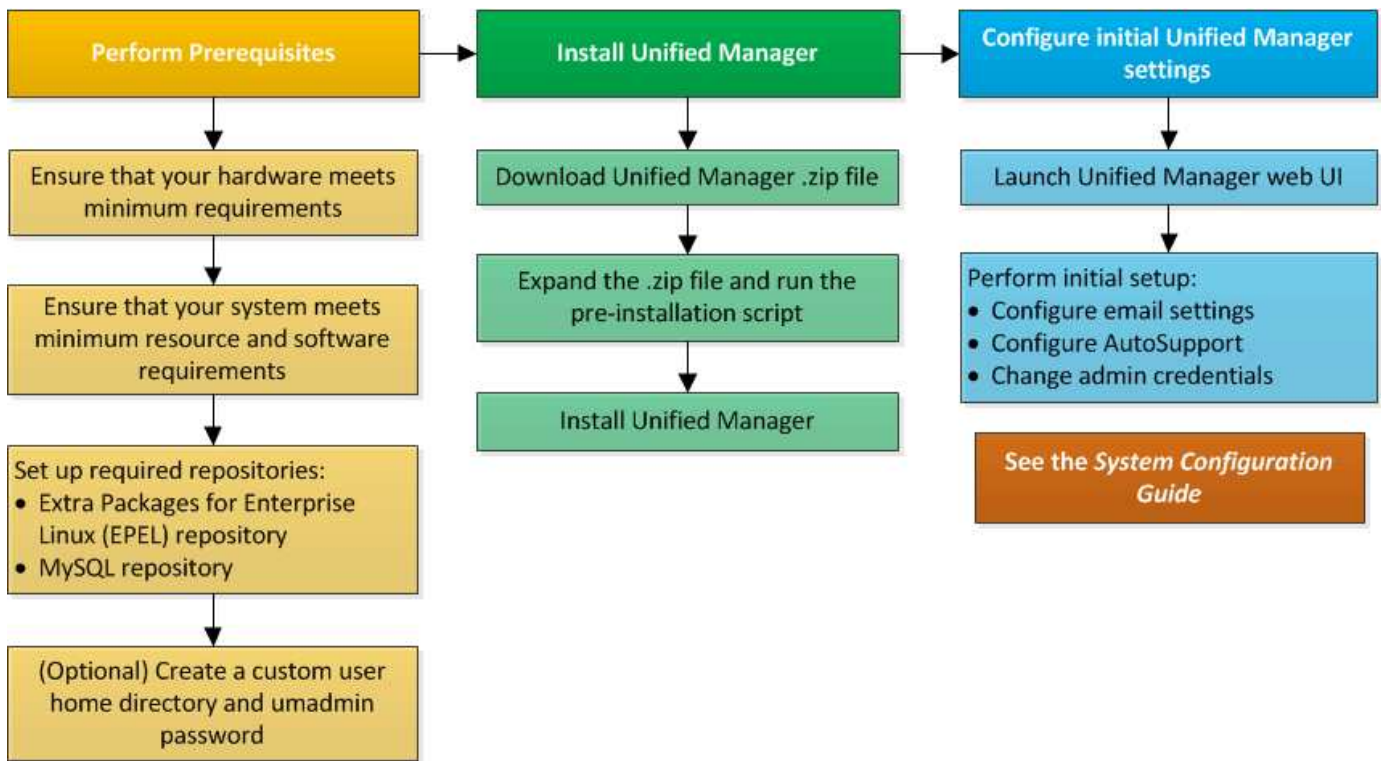 Perform Prerequisites
Ensure that your hardware meets
minimum requirements
Ensure that your system meets
minimum resource and software
requirements
Set up required repositories:
• Extra Packages for Enterprise
Linux (EPEL) repository
• MySQL repository
(Optional) Create a custom user
home directory and umadmin
password
Install Unified Manager
Download Unified Manager .zip file
Expand the .zip file and run the
pre-installation script
Install Unified Manager
Configure initial Unified Manager
settings
Launch Unified Manager web UI
Perform initial setup:
• Configure email settings
• Configure AutoSupport
• Change admin credentials
See the System Configuration
Guide